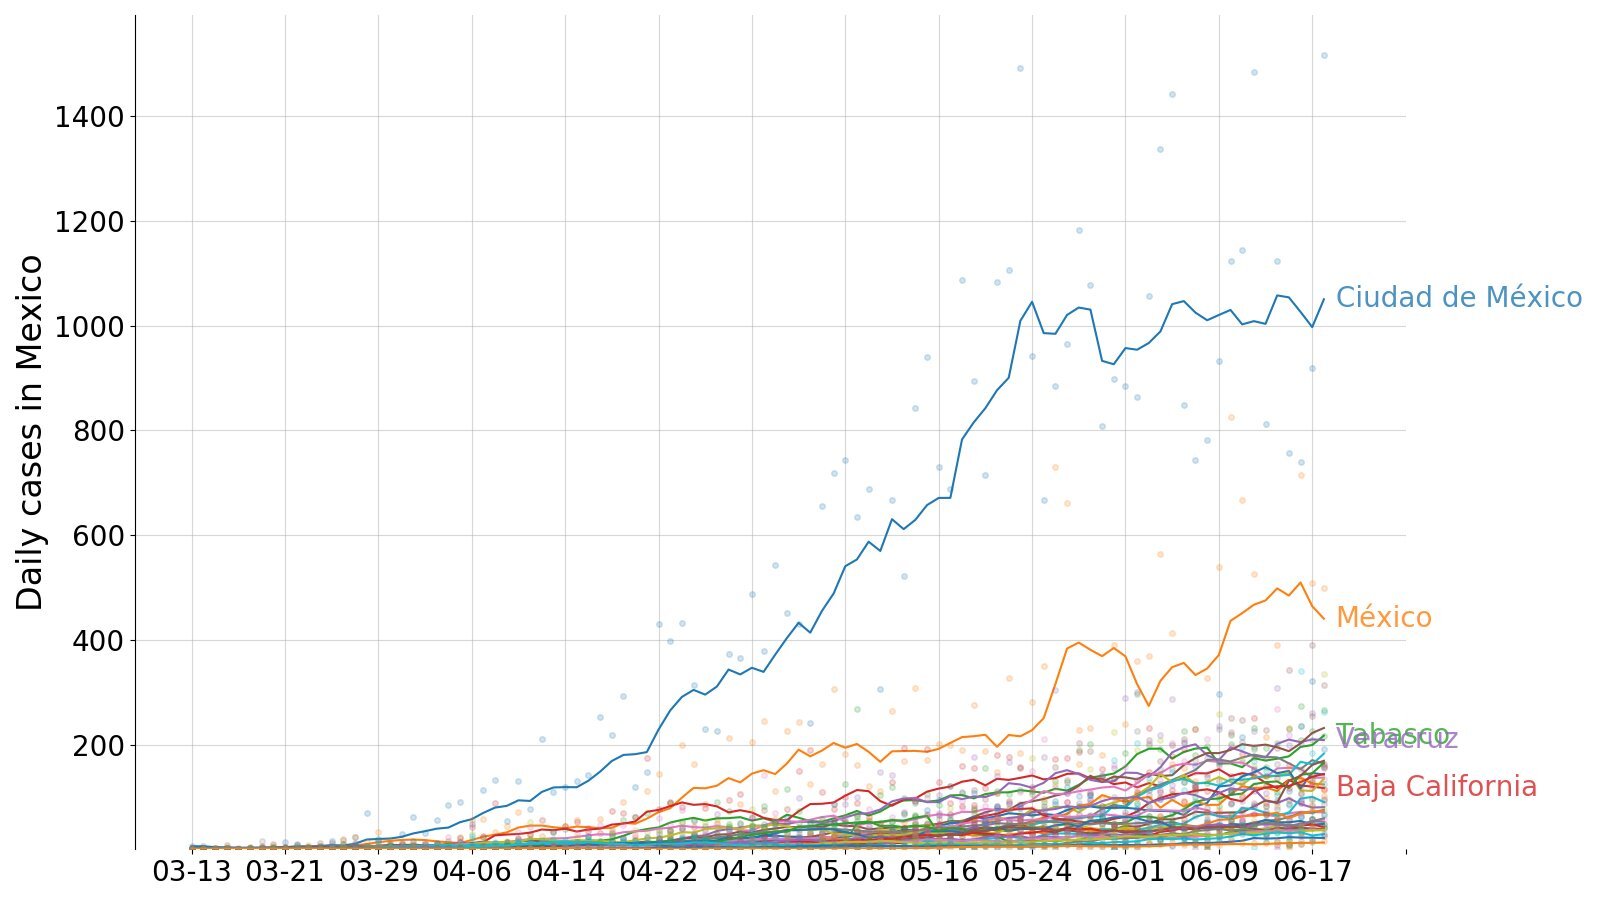 Daily cases in Mexico
1400
1200
1000
800
600
400
200
Ciudad de México
México
Tabasco
Veracruz
Baja California
03-13 03-21 03-29 04-06 04-14 04-22 04-30 05-08 05-16 05-24 06-01 06-09 06-17